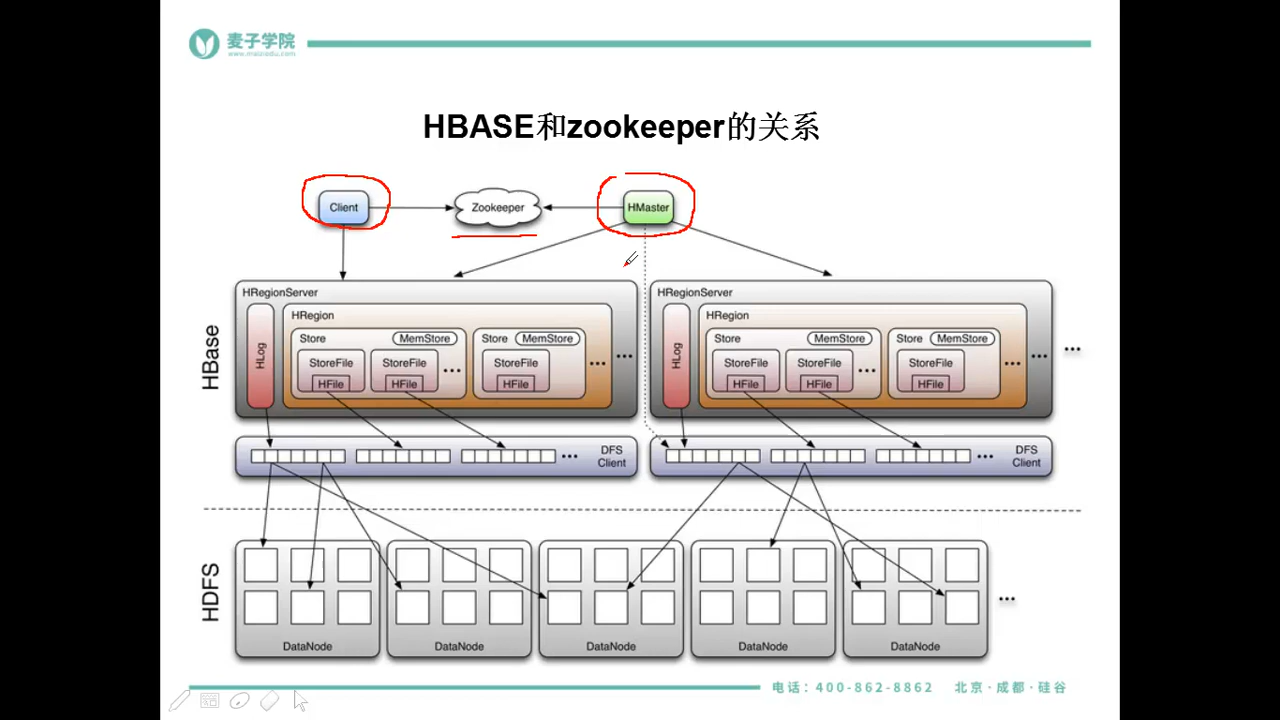 麦子学院
www.maiziedu.com
HBASE和zookeeper的关系
Client
Zookeeper
HMaster
HBase
HRegionServer
HLog
HRegion
Store
MemStore
StoreFile
HFile
StoreFile
HFile
...
Store
MemStore
StoreFile
HFile
...
...
DFS
Client
...
HRegionServer
HLog
HRegion
Store
MemStore
StoreFile
HFile
StoreFile
HFile
...
Store
MemStore
StoreFile
HFile
...
...
DFS
Client
...
...
HDFS
DataNode
DataNode
DataNode
DataNode
DataNode
...
电话：400-862-8862 北京·成都·硅谷